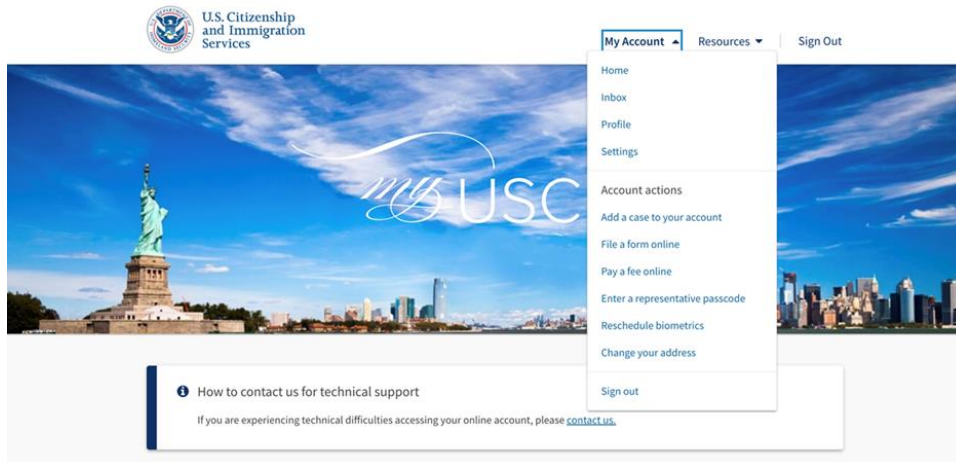 U.S. Citizenship
and Immigration
Services
My Account
Resources
Sign Out
Home
Inbox
Profile
Settings
Account actions
Add a case to your account
File a form online
Pay a fee online
Enter a representative passcode
Reschedule biometrics
Change your address
Sign out
my USC
How to contact us for technical support
If you are experiencing technical difficulties accessing your online account, please contact us.